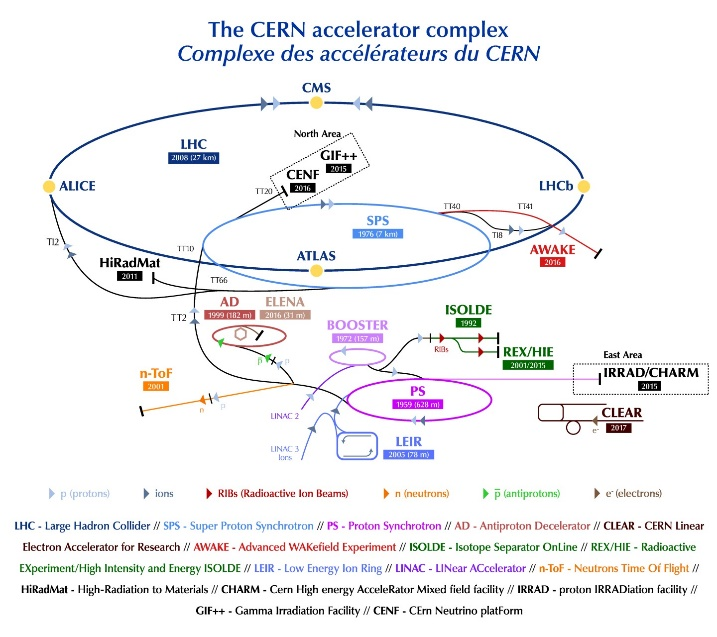 The CERN accelerator complex
Complexe des accélérateurs du CERN
CMS
North Area
LHC
2008 (27 km)
GIF++
2015
CENF
2016
ALICE
LHCb
TT20
TT40
TT41
SPS
1976 (7 km)
TI2
TI8
TT10
AWAKE
2016
ATLAS
HiRadMat
2011
TT66
AD
1999 (182 m)
ELENA
2016 (31 m)
TT2
BOOSTER
1972 (157 m)
ISOLDE
1992
RIBs
REX/HIE
2001/2015
East Area
p̅
p
n-ToF
2001
IRRAD/CHARM
2015
PS
1959 (628 m)
n
p
LINAC 2
CLEAR
2017
e-
LINAC 3
Ions
LEIR
2005 (78 m)
p (protons)
ions
RIBs (Radioactive Ion Beams)
n (neutrons)
p̅ (antiprotons)
e- (electrons)
LHC - Large Hadron Collider // SPS - Super Proton Synchrotron // PS - Proton Synchrotron // AD - Antiproton Decelerator // CLEAR - CERN Linear
Electron Accelerator for Research // AWAKE - Advanced WAKefield Experiment // ISOLDE - Isotope Separator OnLine // REX/HIE - Radioactive
EXperiment/High Intensity and Energy ISOLDE // LEIR - Low Energy Ion Ring // LINAC - LINear ACcelerator // n-ToF - Neutrons Time Of Flight //
HiRadMat - High-Radiation to Materials // CHARM - Cern High energy AcceleRator Mixed field facility // IRRAD - proton IRRADiation facility //
GIF++ - Gamma Irradiation Facility // CENF - CErn Neutrino platForm